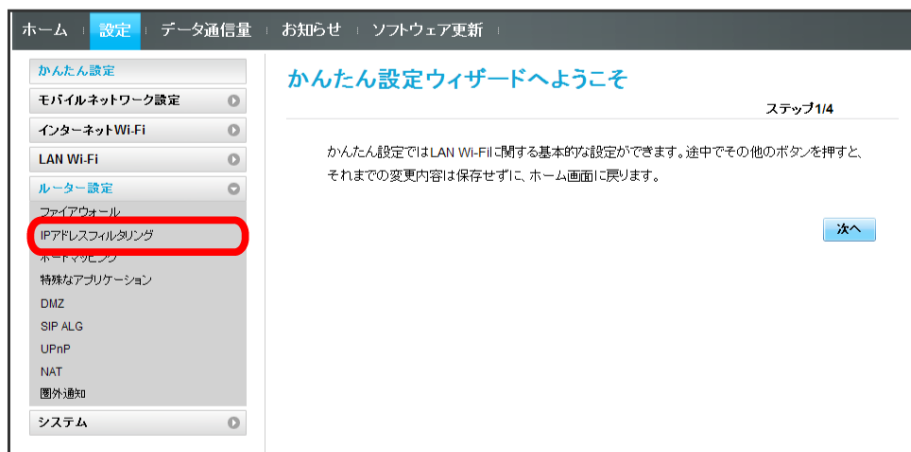 ホーム 設定 データ通信量 お知らせ ソフトウェア更新
かんたん設定
モバイルネットワーク設定
インターネットWi-Fi
LAN Wi-Fi
ルーター設定
ファイアウォール
IPアドレスフィルタリング
ポートマッピング
特殊なアプリケーション
DMZ
SIP ALG
UPnP
NAT
圏外通知
システム
かんたん設定ウィザードへようこそ
ステップ1/4
かんたん設定ではLAN Wi-Fiに関する基本的な設定ができます。途中でその他のボタンを押すと、
それまでの変更内容は保存せずに、ホーム画面に戻ります。
次へ